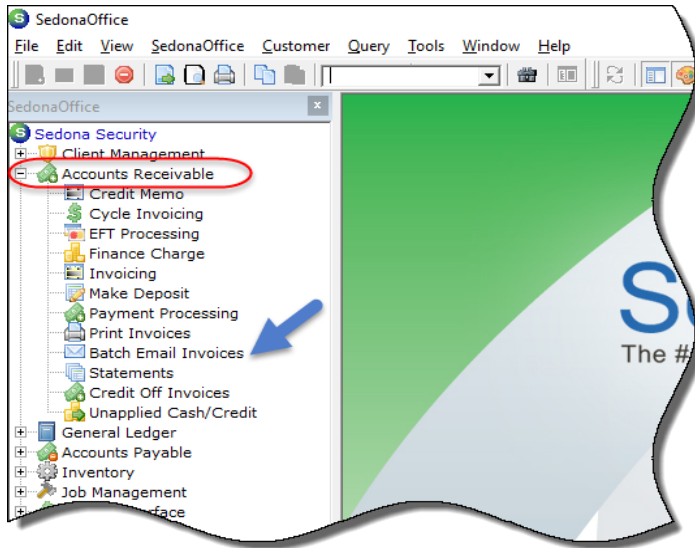 SedonaOffice
File Edit View SedonaOffice Customer Query Tools Window Help
SedonaOffice x
Sedona Security
Client Management
Accounts Receivable
Credit Memo
Cycle Invoicing
EFT Processing
Finance Charge
Invoicing
Make Deposit
Payment Processing
Print Invoices
Batch Email Invoices
Statements
Credit Off Invoices
Unapplied Cash/Credit
General Ledger
Accounts Payable
Inventory
Job Management
The #